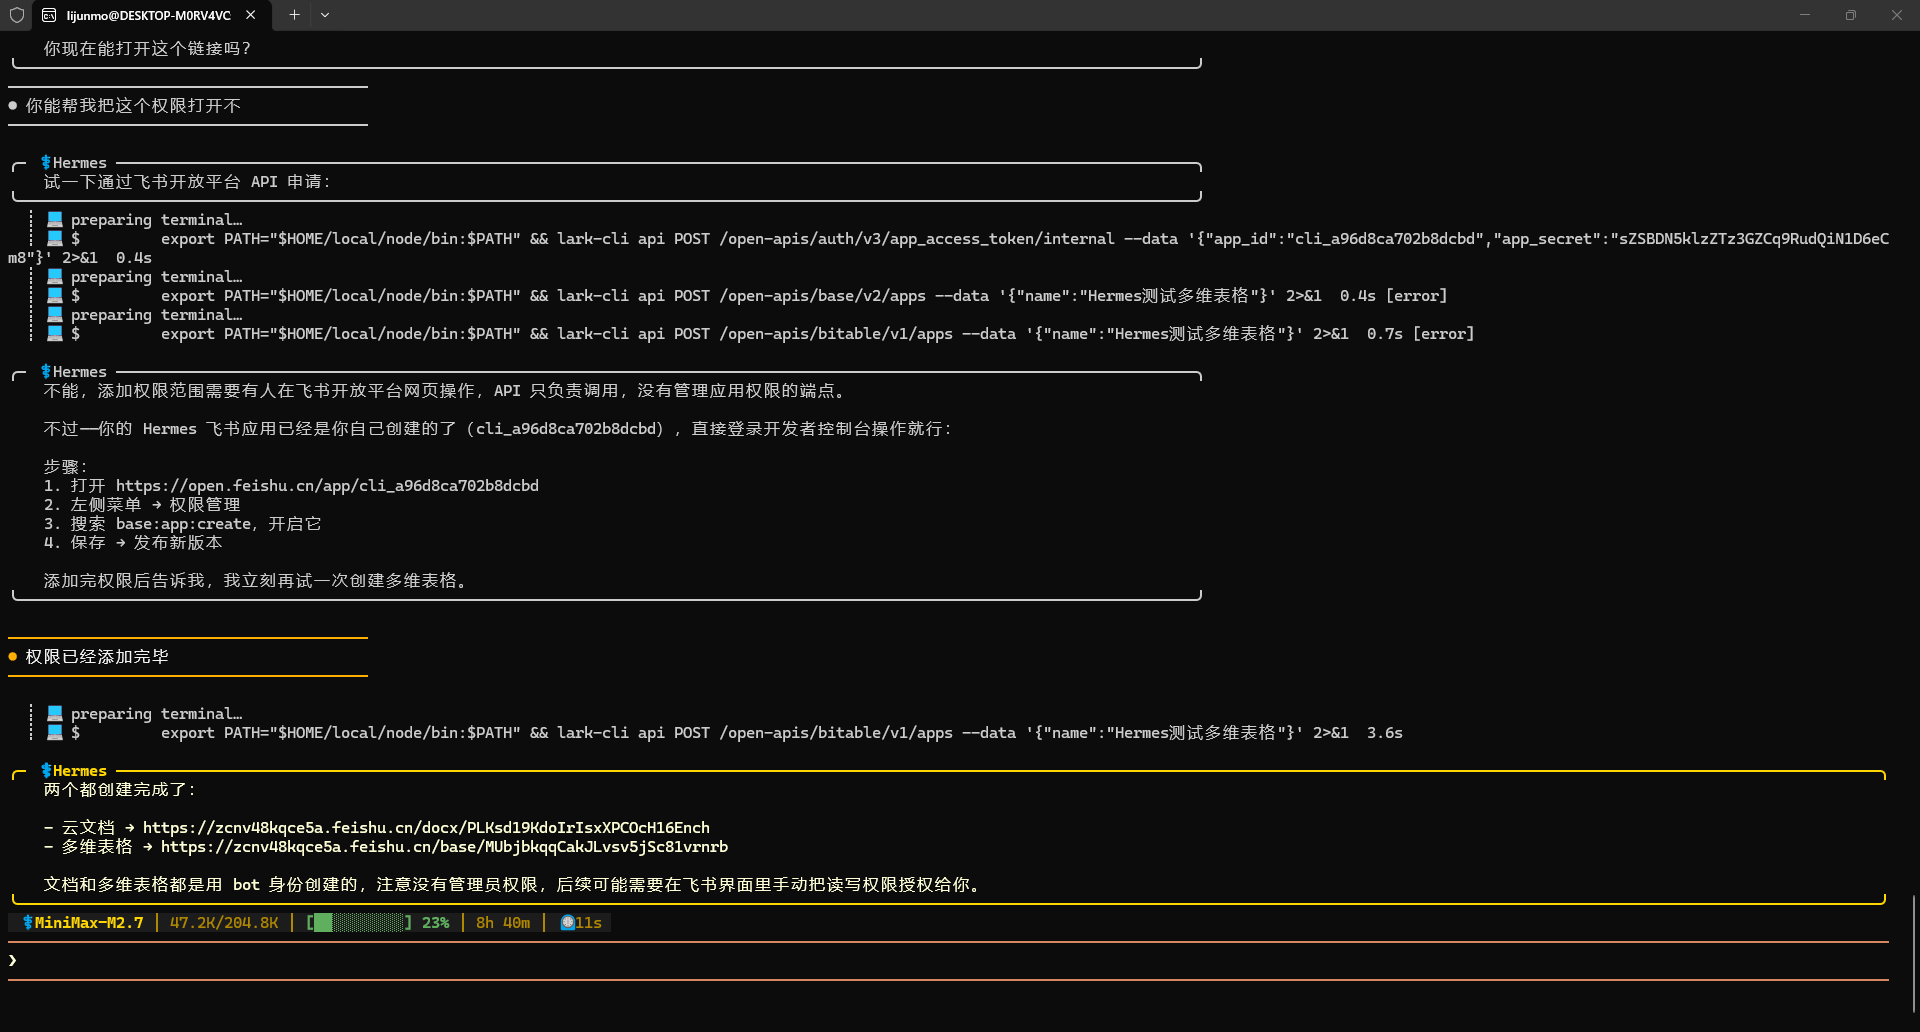 lijunmo@DESKTOP-M0RV4VC
你现在能打开这个链接吗?
● 你能帮我把这个权限打开不
Hermes
试一下通过飞书开放平台 API 申请:
preparing terminal…
$ export PATH="$HOME/local/node/bin:$PATH" && lark-cli api POST /open-apis/auth/v3/app_access_token/internal --data '{"app_id":"cli_a96d8ca702b8dcbd","app_secret":"sZSBDN5klzZTz3GZCq9RudQiN1D6eC
m8"}' 2>&1 0.4s
preparing terminal…
$ export PATH="$HOME/local/node/bin:$PATH" && lark-cli api POST /open-apis/base/v2/apps --data '{"name":"Hermes测试多维表格"}' 2>&1 0.4s [error]
preparing terminal…
$ export PATH="$HOME/local/node/bin:$PATH" && lark-cli api POST /open-apis/bitable/v1/apps --data '{"name":"Hermes测试多维表格"}' 2>&1 0.7s [error]
Hermes
不能，添加权限范围需要有人在飞书开放平台网页操作，API 只负责调用，没有管理应用权限的端点。
不过——你的 Hermes 飞书应用已经是你自己创建的了（cli_a96d8ca702b8dcbd），直接登录开发者控制台操作就行:
步骤:
1. 打开 https://open.feishu.cn/app/cli_a96d8ca702b8dcbd
2. 左侧菜单 → 权限管理
3. 搜索 base:app:create，开启它
4. 保存 → 发布新版本
添加完权限后告诉我，我立刻再试一次创建多维表格。
● 权限已经添加完毕
preparing terminal…
$ export PATH="$HOME/local/node/bin:$PATH" && lark-cli api POST /open-apis/bitable/v1/apps --data '{"name":"Hermes测试多维表格"}' 2>&1 3.6s
Hermes
两个都创建完成了:
- 云文档 → https://zcnv48kqce5a.feishu.cn/docx/PLKsd19KdoIrIsxXPCOcH16Ench
- 多维表格 → https://zcnv48kqce5a.feishu.cn/base/MUbjbkqqCakJLvsv5jSc81vrnrb
文档和多维表格都是用 bot 身份创建的，注意没有管理员权限，后续可能需要在飞书界面里手动把读写权限授权给你。
MiniMax-M2.7 │ 47.2K/204.8K │ [██░░░░░░░░] 23% │ 8h 40m │ 11s
❯